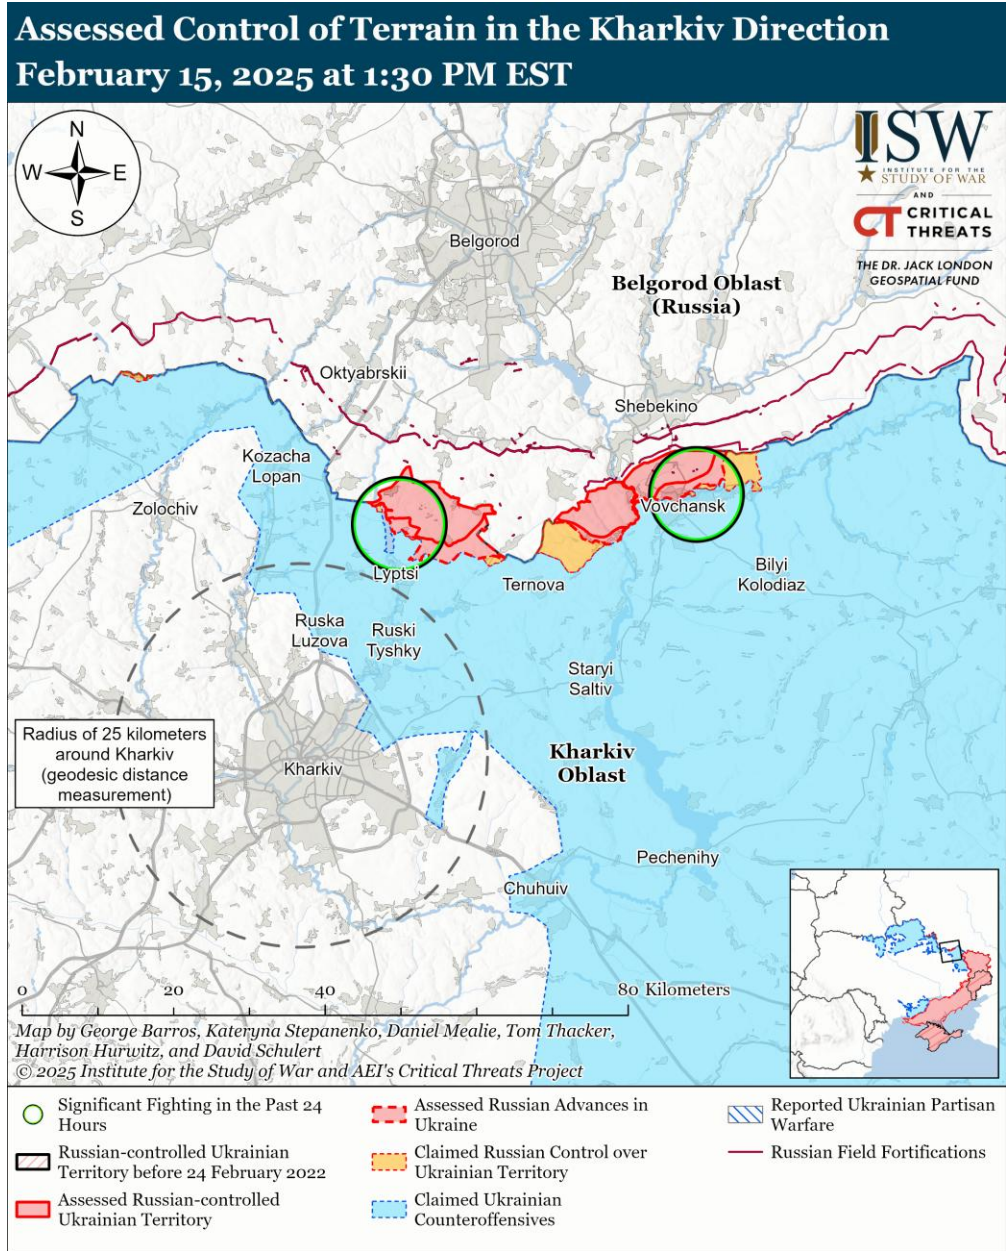 Assessed Control of Terrain in the Kharkiv Direction
February 15, 2025 at 1:30 PM EST
N
W
E
S
ISW
INSTITUTE FOR THE
STUDY OF WAR
AND
CT CRITICAL
THREATS
THE DR. JACK LONDON
GEOSPATIAL FUND
Belgorod
Belgorod Oblast
(Russia)
Oktyabrskii
Shebekino
Kozacha
Lopan
Zolochiv
Vovchansk
Lyptsi
Ternova
Bilyi
Kolodiaz
Ruska
Luzova
Ruski
Tyshky
Staryi
Saltiv
Radius of 25 kilometers
around Kharkiv
(geodesic distance
measurement)
Kharkiv
Kharkiv
Oblast
Pechenihy
Chuhuiv
0
20
40
80 Kilometers
Map by George Barros, Kateryna Stepanenko, Daniel Mealie, Tom Thacker,
Harrison Hurwitz, and David Schulert
© 2025 Institute for the Study of War and AEI's Critical Threats Project
Significant Fighting in the Past 24
Hours
Russian-controlled Ukrainian
Territory before 24 February 2022
Assessed Russian-controlled
Ukrainian Territory
Assessed Russian Advances in
Ukraine
Claimed Russian Control over
Ukrainian Territory
Claimed Ukrainian
Counteroffensives
Reported Ukrainian Partisan
Warfare
Russian Field Fortifications